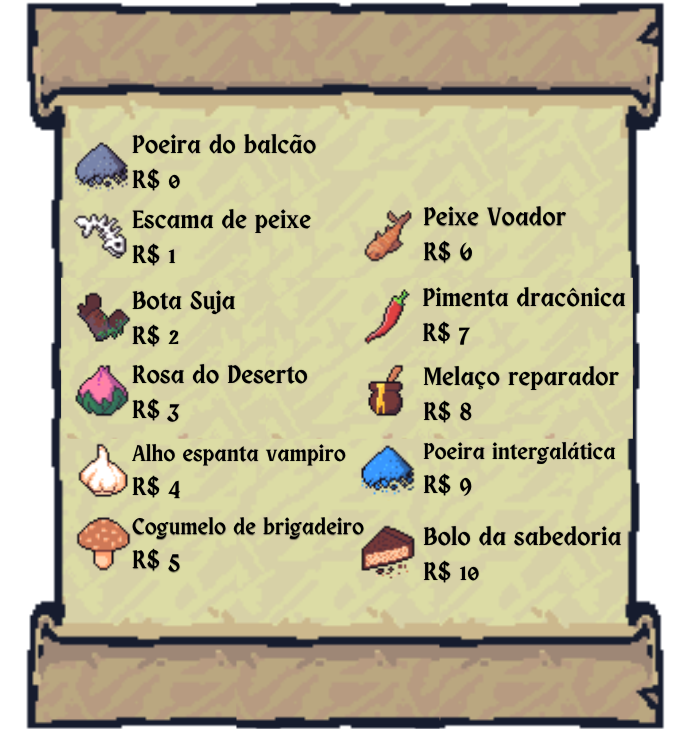 Poeira do balcão
R$ 0
Escama de peixe
R$ 1
Bota Suja
R$ 2
Rosa do Deserto
R$ 3
Alho espanta vampiro
R$ 4
Cogumelo de brigadeiro
R$ 5
Peixe Voador
R$ 6
Pimenta dracônica
R$ 7
Melaço reparador
R$ 8
Poeira intergalática
R$ 9
Bolo da sabedoria
R$ 10